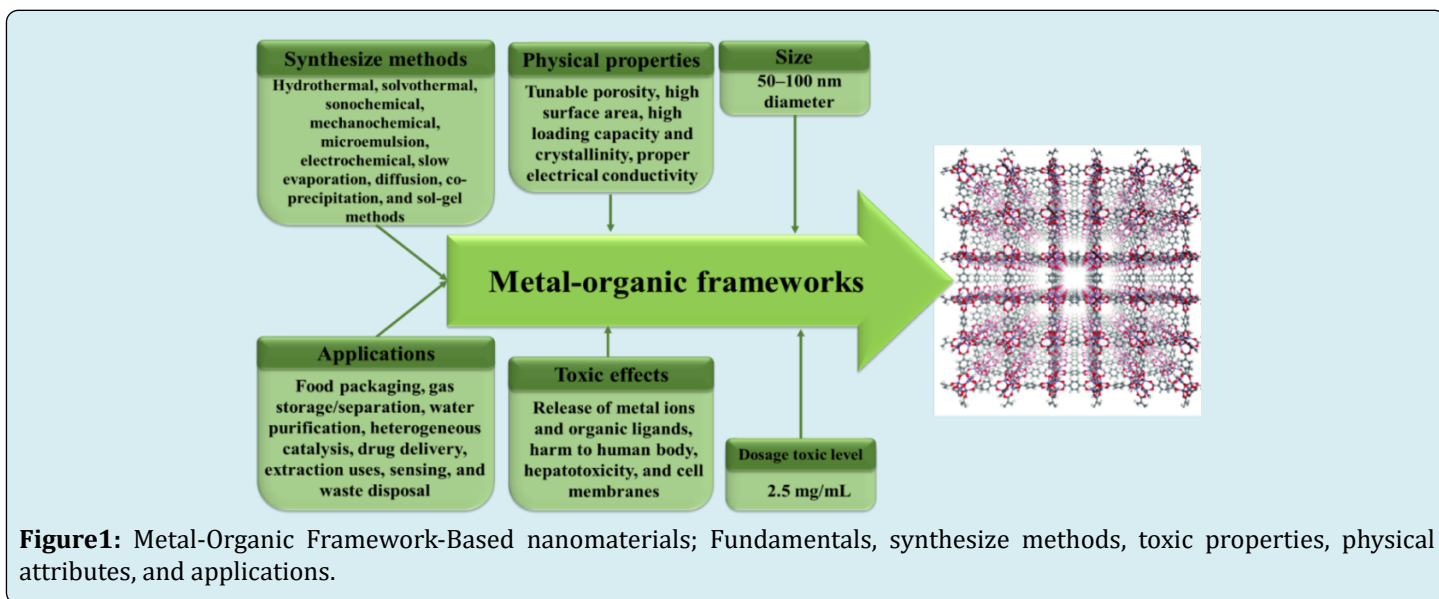 Synthesize methods
Hydrothermal, solvothermal,
sonochemical,
mechanochemical,
microemulsion,
electrochemical, slow
evaporation, diffusion, co-
precipitation, and sol-gel
methods
Physical properties
Tunable porosity, high
surface area, high
loading capacity and
crystallinity, proper
electrical conductivity
Size
50–100 nm
diameter
Metal-organic frameworks
Applications
Food packaging, gas
storage/separation, water
purification, heterogeneous
catalysis, drug delivery,
extraction uses, sensing, and
waste disposal
Toxic effects
Release of metal ions
and organic ligands,
harm to human body,
hepatotoxicity, and cell
membranes
Dosage toxic level
2.5 mg/mL
Figure1: Metal-Organic Framework-Based nanomaterials; Fundamentals, synthesize methods, toxic properties, physical
attributes, and applications.